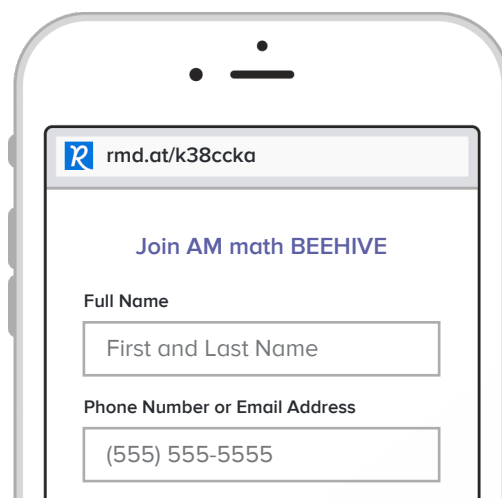 rmd.at/k38ccka
Join AM math BEEHIVE
Full Name
First and Last Name
Phone Number or Email Address
(555) 555-5555